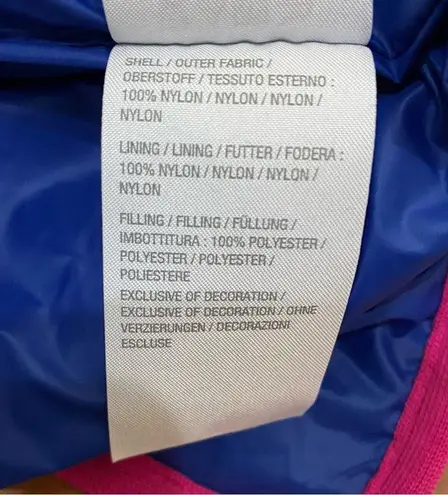 SHELL / OUTER FABRIC /
OBERSTOFF / TESSUTO ESTERNO :
100% NYLON / NYLON / NYLON /
NYLON
LINING / LINING / FUTTER / FODERA :
100% NYLON / NYLON / NYLON /
NYLON
FILLING / FILLING / FÜLLUNG /
IMBOTTITURA : 100% POLYESTER /
POLYESTER / POLYESTER /
POLIESTERE
EXCLUSIVE OF DECORATION /
EXCLUSIVE OF DECORATION / OHNE
VERZIERUNGEN / DECORAZIONI
ESCLUSE